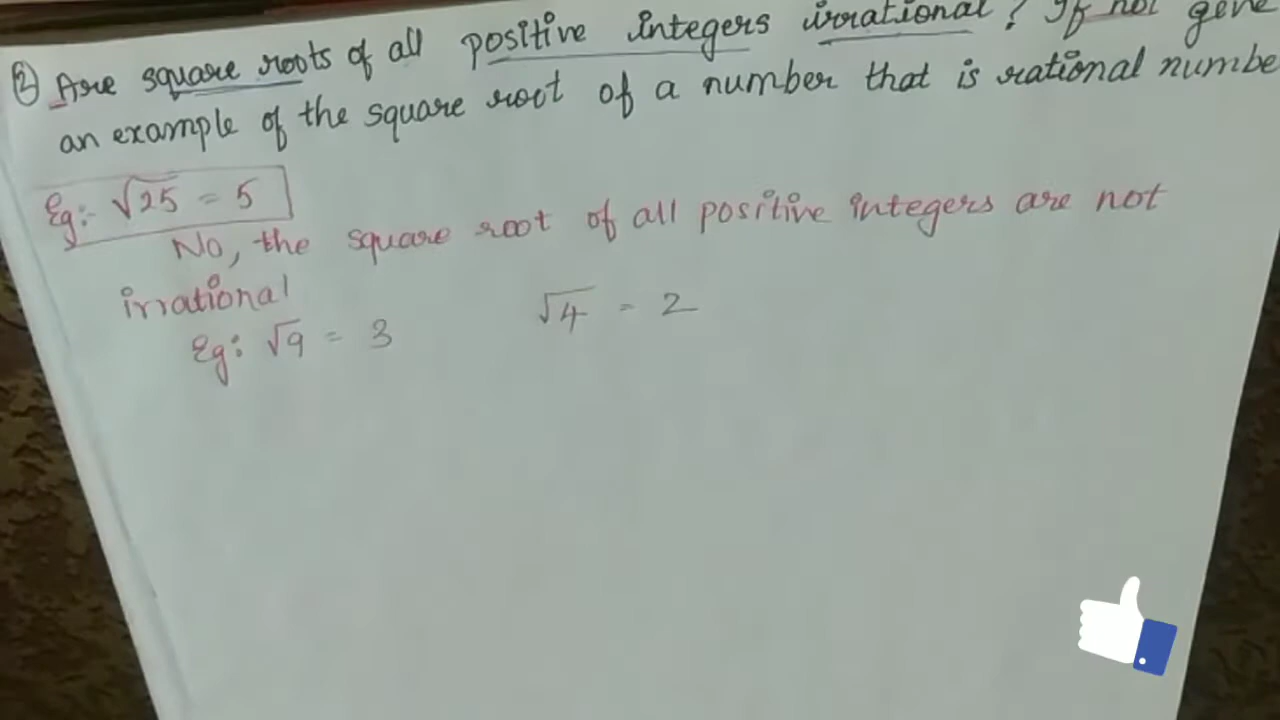 ② Are square roots of all positive integers irrational? If not give
an example of the square root of a number that is rational numbe
Eg:- √25 = 5
No, the square root of all positive integers are not
irrational
Eg: √9 = 3 √4 = 2